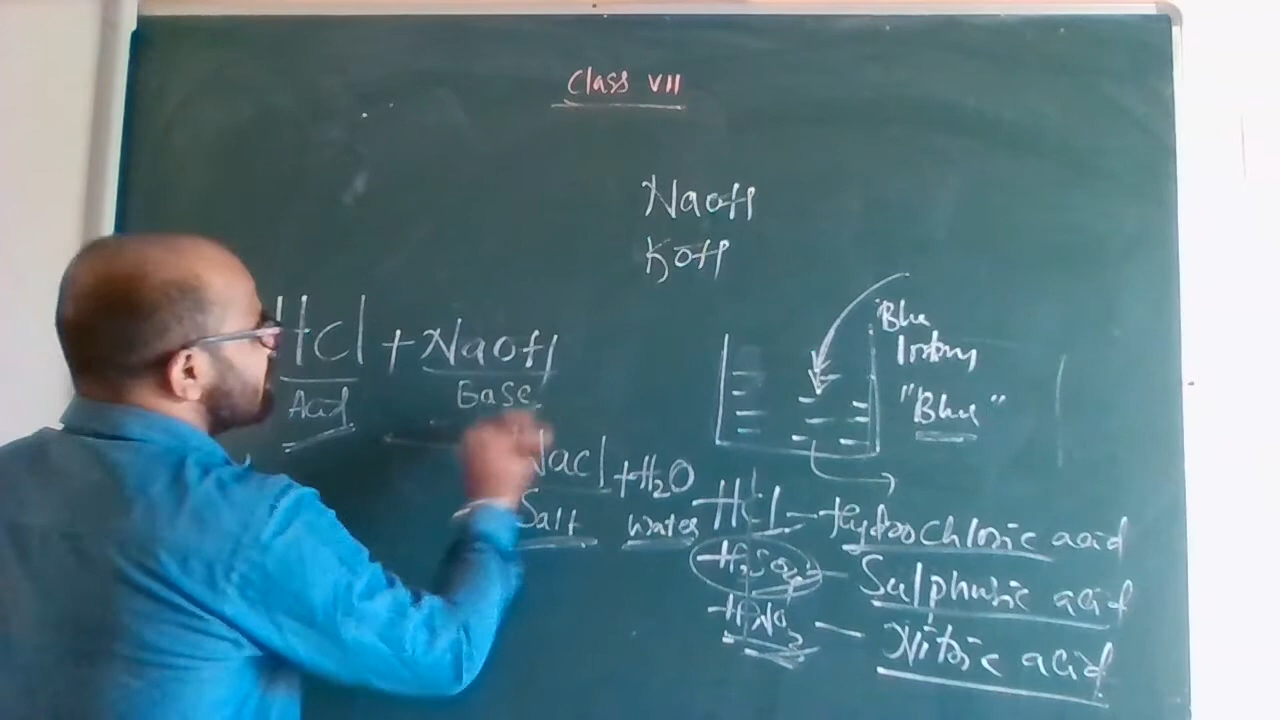 Class VII
NaOH
KOH
HCl + NaOH
Acid Base
NaCl + H2O
Salt Water
Blue
"Blue"
HCl — Hydrochloric acid
H2SO4 — Sulphuric acid
HNO3 — Nitric acid